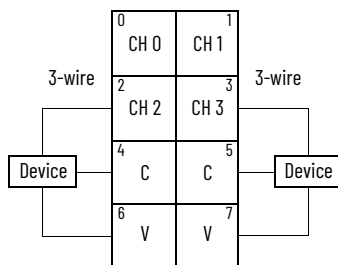 0 1
CH 0 CH 1
3-wire 3-wire
2 3
CH 2 CH 3
4 5
Device C C Device
6 7
V V